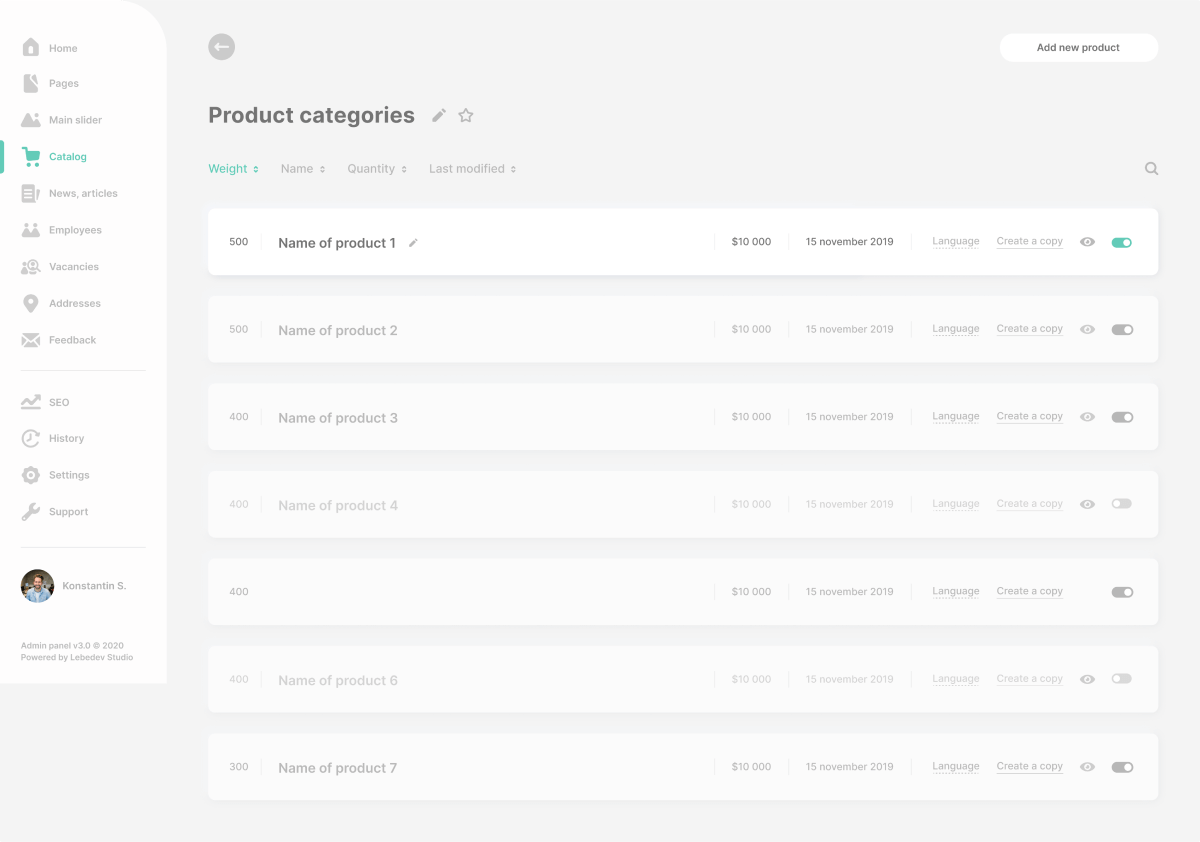 Home
Pages
Main slider
Catalog
News, articles
Employees
Vacancies
Addresses
Feedback
SEO
History
Settings
Support
Konstantin S.
Admin panel v3.0 © 2020
Powered by Lebedev Studio
Add new product
Product categories
Weight Name Quantity Last modified
500 Name of product 1 $10 000 15 november 2019 Language Create a copy
500 Name of product 2 $10 000 15 november 2019 Language Create a copy
400 Name of product 3 $10 000 15 november 2019 Language Create a copy
400 Name of product 4 $10 000 15 november 2019 Language Create a copy
400 $10 000 15 november 2019 Language Create a copy
400 Name of product 6 $10 000 15 november 2019 Language Create a copy
300 Name of product 7 $10 000 15 november 2019 Language Create a copy